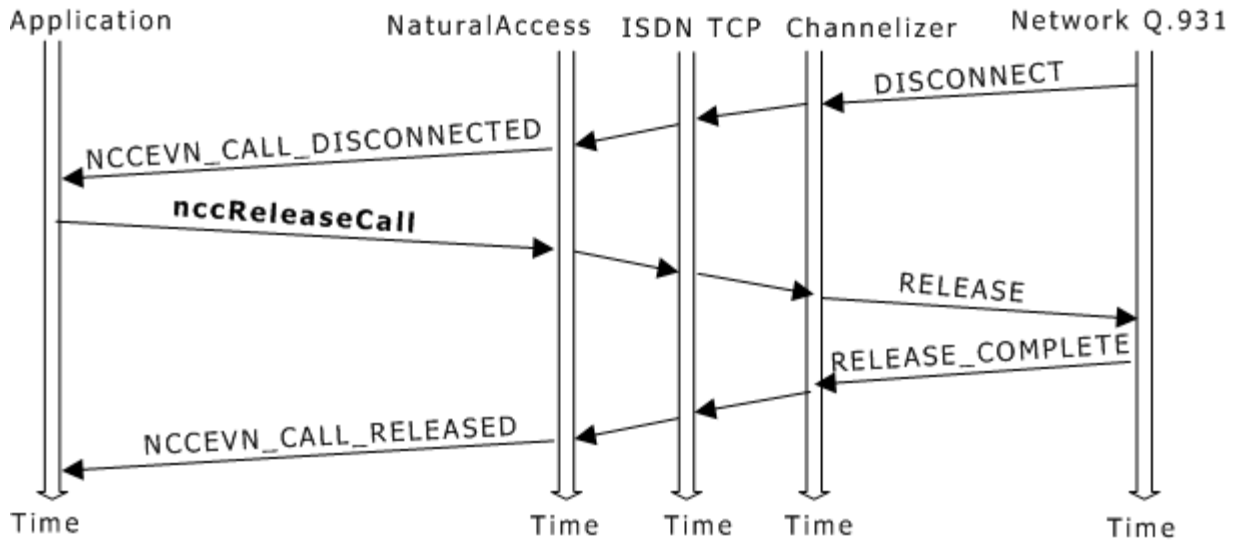 Application NaturalAccess ISDN TCP Channelizer Network Q.931
DISCONNECT
NCCEVN_CALL_DISCONNECTED
nccReleaseCall
RELEASE
RELEASE_COMPLETE
NCCEVN_CALL_RELEASED
Time Time Time Time Time